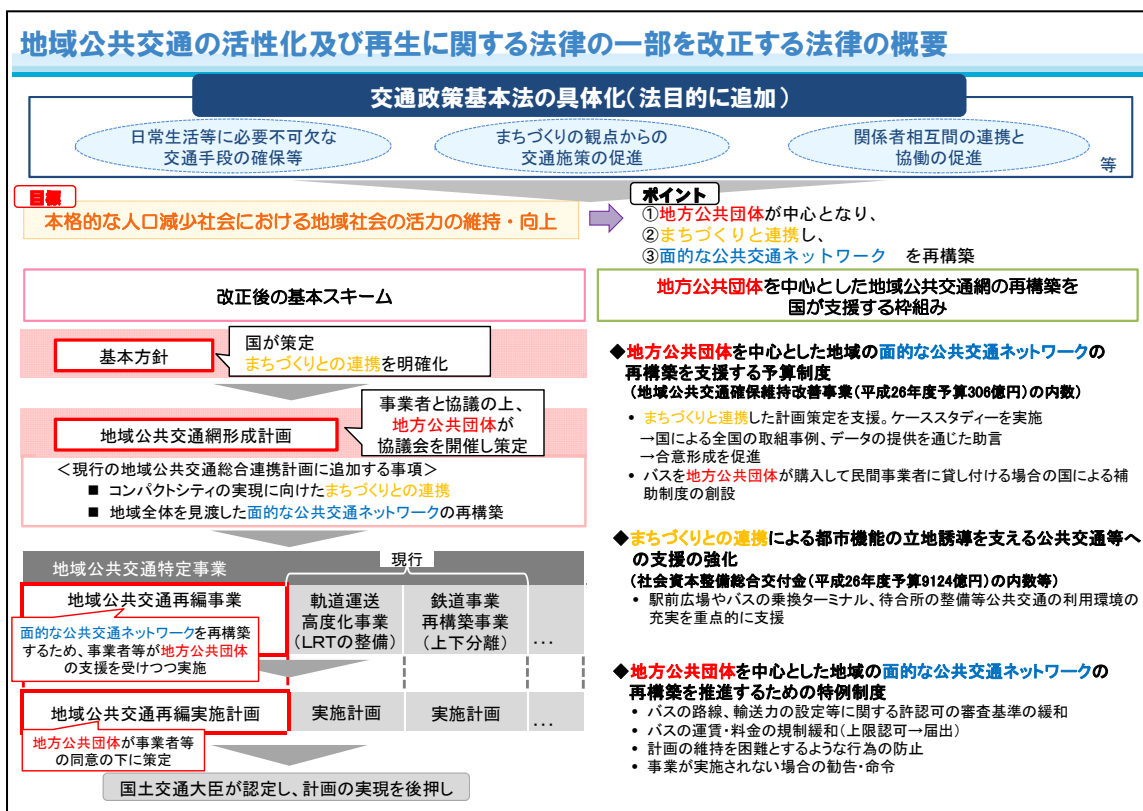 地域公共交通の活性化及び再生に関する法律の一部を改正する法律の概要
交通政策基本法の具体化（法目的に追加）
日常生活等に必要不可欠な
交通手段の確保等
まちづくりの観点からの
交通施策の促進
関係者相互間の連携と
協働の促進
等
目標
本格的な人口減少社会における地域社会の活力の維持・向上
ポイント
①地方公共団体が中心となり、
②まちづくりと連携し、
③面的な公共交通ネットワーク　を再構築
改正後の基本スキーム
基本方針
国が策定
まちづくりとの連携を明確化
地域公共交通網形成計画
事業者と協議の上、
地方公共団体が
協議会を開催し策定
＜現行の地域公共交通総合連携計画に追加する事項＞
■ コンパクトシティの実現に向けたまちづくりとの連携
■ 地域全体を見渡した面的な公共交通ネットワークの再構築
地域公共交通特定事業
現行
地域公共交通再編事業
面的な公共交通ネットワークを再構築
するため、事業者等が地方公共団体
の支援を受けつつ実施
軌道運送
高度化事業
（LRTの整備）
鉄道事業
再構築事業
（上下分離）
…
地域公共交通再編実施計画
実施計画
実施計画
…
地方公共団体が事業者等
の同意の下に策定
国土交通大臣が認定し、計画の実現を後押し
地方公共団体を中心とした地域公共交通網の再構築を
国が支援する枠組み
◆地方公共団体を中心とした地域の面的な公共交通ネットワークの
再構築を支援する予算制度
（地域公共交通確保維持改善事業（平成26年度予算306億円）の内数）
• まちづくりと連携した計画策定を支援。ケーススタディーを実施
→国による全国の取組事例、データの提供を通じた助言
→合意形成を促進
• バスを地方公共団体が購入して民間事業者に貸し付ける場合の国による補
助制度の創設
◆まちづくりとの連携による都市機能の立地誘導を支える公共交通等へ
の支援の強化
（社会資本整備総合交付金（平成26年度予算9124億円）の内数等）
• 駅前広場やバスの乗換ターミナル、待合所の整備等公共交通の利用環境の
充実を重点的に支援
◆地方公共団体を中心とした地域の面的な公共交通ネットワークの
再構築を推進するための特例制度
• バスの路線、輸送力の設定等に関する許認可の審査基準の緩和
• バスの運賃・料金の規制緩和（上限認可→届出）
• 計画の維持を困難とするような行為の防止
• 事業が実施されない場合の勧告・命令